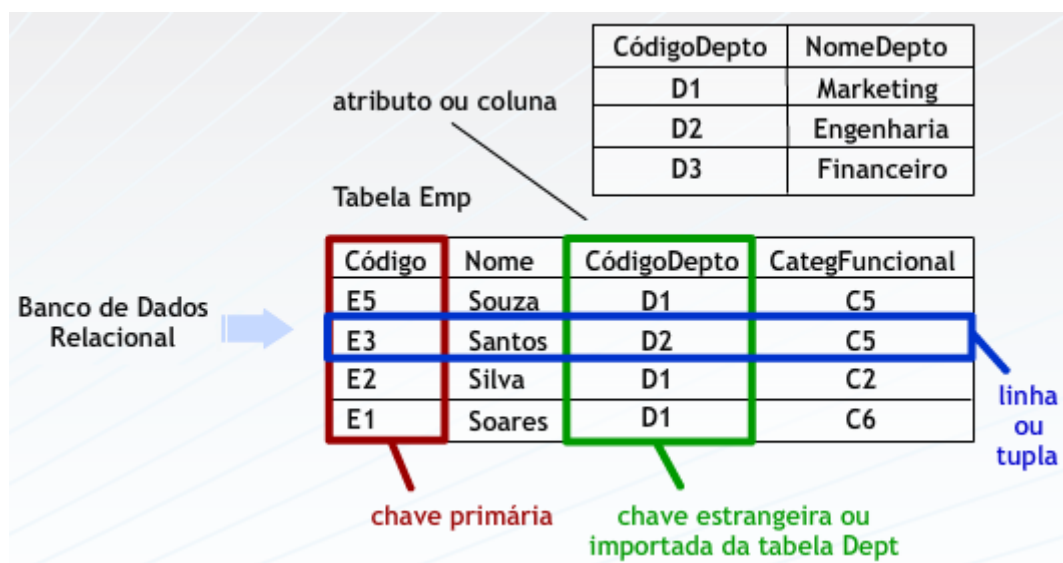 CódigoDepto NomeDepto
D1 Marketing
D2 Engenharia
D3 Financeiro
atributo ou coluna
Tabela Emp
Código Nome CódigoDepto CategFuncional
E5 Souza D1 C5
E3 Santos D2 C5
E2 Silva D1 C2
E1 Soares D1 C6
Banco de Dados
Relacional
linha
ou
tupla
chave primária
chave estrangeira ou
importada da tabela Dept